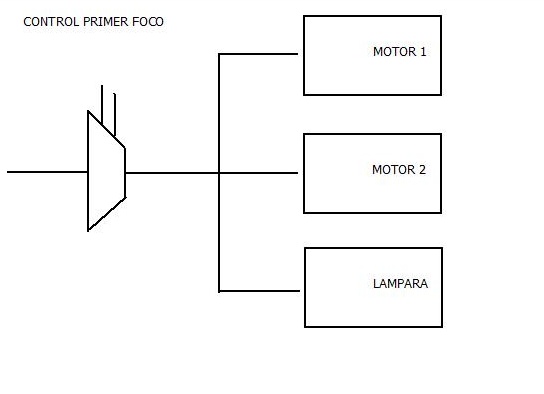 CONTROL PRIMER FOCO
MOTOR 1
MOTOR 2
LAMPARA